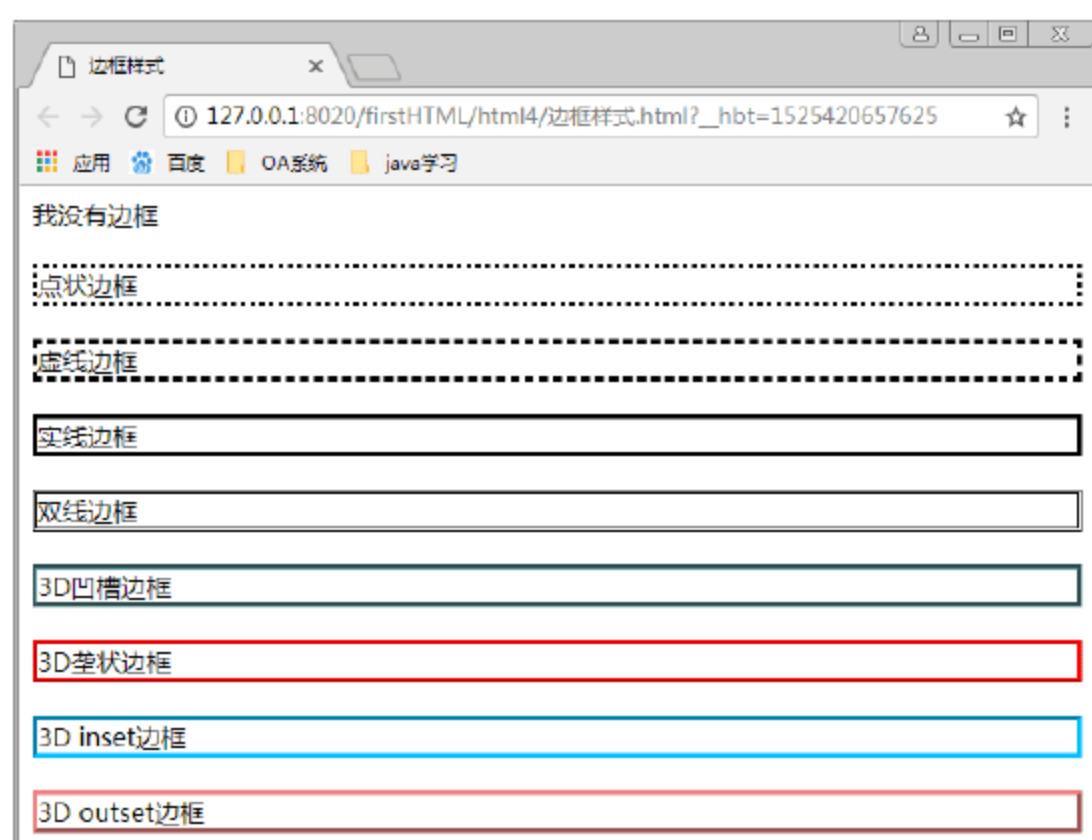 边框样式
127.0.0.1:8020/firstHTML/html4/边框样式.html?__hbt=1525420657625
应用 百度 OA系统 java学习
我没有边框
点状边框
虚线边框
实线边框
双线边框
3D凹槽边框
3D垄状边框
3D inset边框
3D outset边框